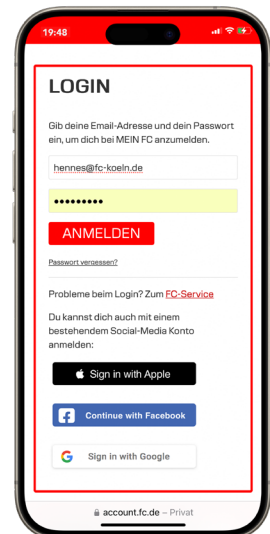 19:48
LOGIN
Gib deine Email-Adresse und dein Passwort
ein, um dich bei MEIN FC anzumelden.
hennes@fc-koeln.de
•••••••••
ANMELDEN
Passwort vergessen?
Probleme beim Login? Zum FC-Service
Du kannst dich auch mit einem
bestehendem Social-Media Konto
anmelden:
Sign in with Apple
Continue with Facebook
Sign in with Google
account.fc.de – Privat